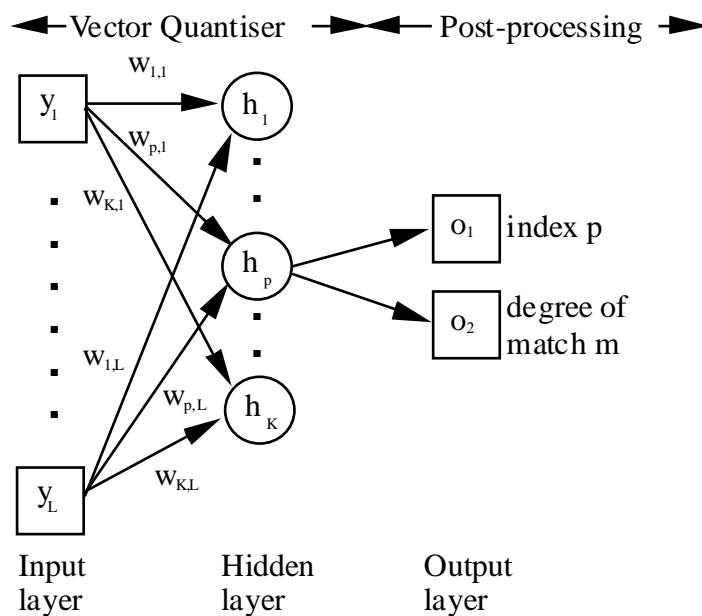 Vector Quantiser
Post-processing
w1,1
y1
h1
wp,1
wK,1
o1
index p
hp
o2
degree of
match m
w1,L
wp,L
hK
wK,L
yL
Input
layer
Hidden
layer
Output
layer